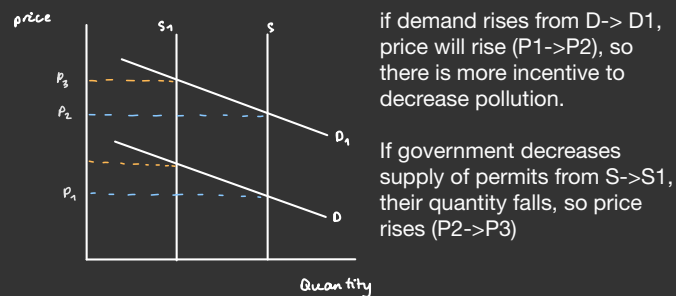 price
S1
S
if demand rises from D-> D1,
price will rise (P1->P2), so
there is more incentive to
decrease pollution.
P3
P2
D1
If government decreases
supply of permits from S->S1,
their quantity falls, so price
rises (P2->P3)
P1
D
Quantity